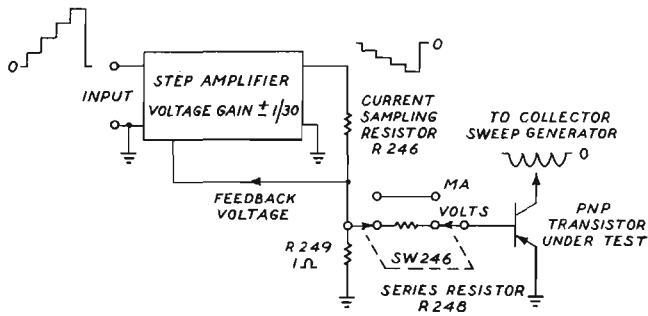 0
0
INPUT
STEP AMPLIFIER
VOLTAGE GAIN ± 1/30
CURRENT
SAMPLING
RESISTOR
R 246
TO COLLECTOR
SWEEP GENERATOR
0
FEEDBACK
VOLTAGE
MA
VOLTS
PNP
TRANSISTOR
UNDER TEST
R 249
1Ω
SW246
SERIES RESISTOR
R 248